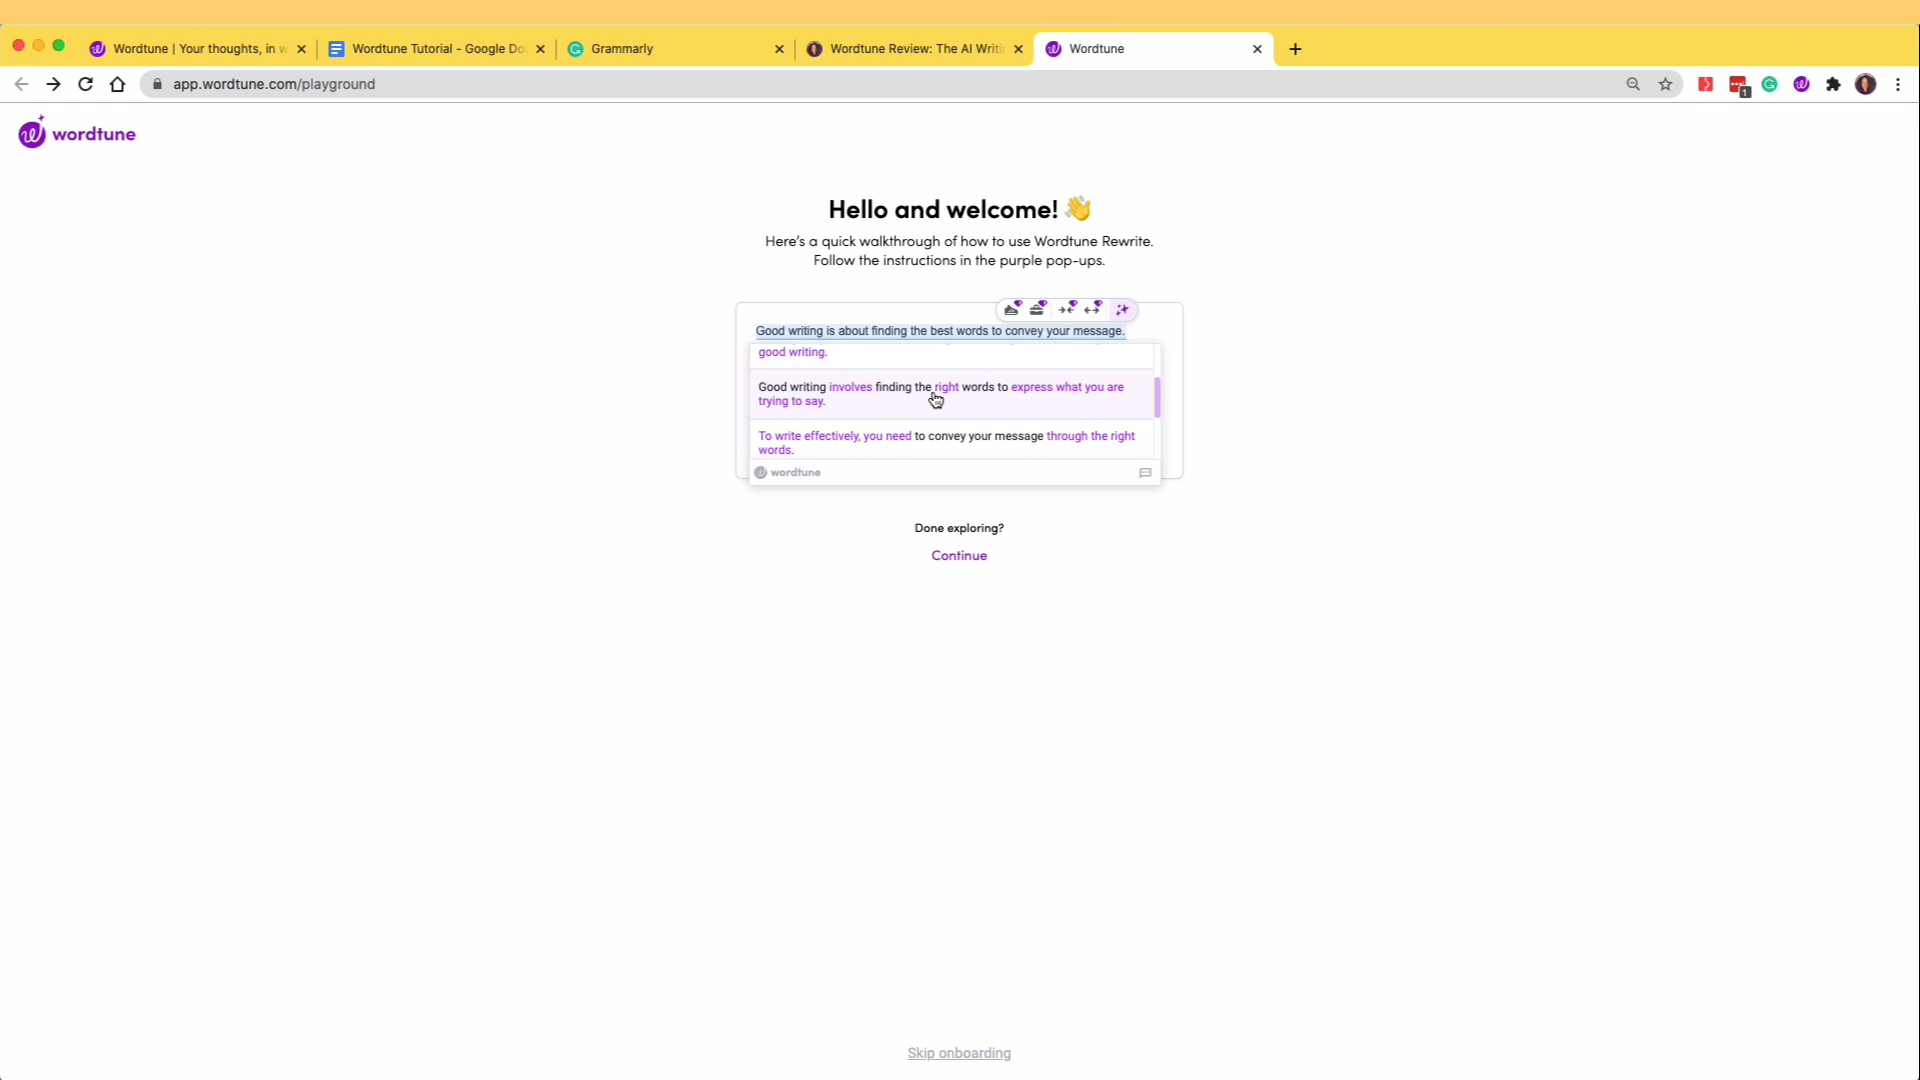 Wordtune | Your thoughts, in w
Wordtune Tutorial - Google Do
Grammarly
Wordtune Review: The AI Writi
Wordtune
app.wordtune.com/playground
1
wordtune
Hello and welcome! 👋
Here's a quick walkthrough of how to use Wordtune Rewrite.
Follow the instructions in the purple pop-ups.
Good writing is about finding the best words to convey your message.
good writing.
Good writing involves finding the right words to express what you are
trying to say.
To write effectively, you need to convey your message through the right
words.
wordtune
Done exploring?
Continue
Skip onboarding